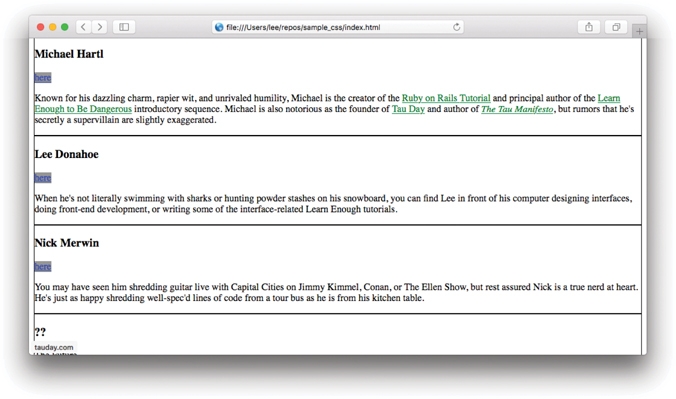 file:///Users/lee/repos/sample_css/index.html
Michael Hartl
here
Known for his dazzling charm, rapier wit, and unrivaled humility, Michael is the creator of the Ruby on Rails Tutorial and principal author of the Learn
Enough to Be Dangerous introductory sequence. Michael is also notorious as the founder of Tau Day and author of The Tau Manifesto, but rumors that he's
secretly a supervillain are slightly exaggerated.
Lee Donahoe
here
When he's not literally swimming with sharks or hunting powder stashes on his snowboard, you can find Lee in front of his computer designing interfaces,
doing front-end development, or writing some of the interface-related Learn Enough tutorials.
Nick Merwin
here
You may have seen him shredding guitar live with Capital Cities on Jimmy Kimmel, Conan, or The Ellen Show, but rest assured Nick is a true nerd at heart.
He's just as happy shredding well-spec'd lines of code from a tour bus as he is from his kitchen table.
??
tauday.com